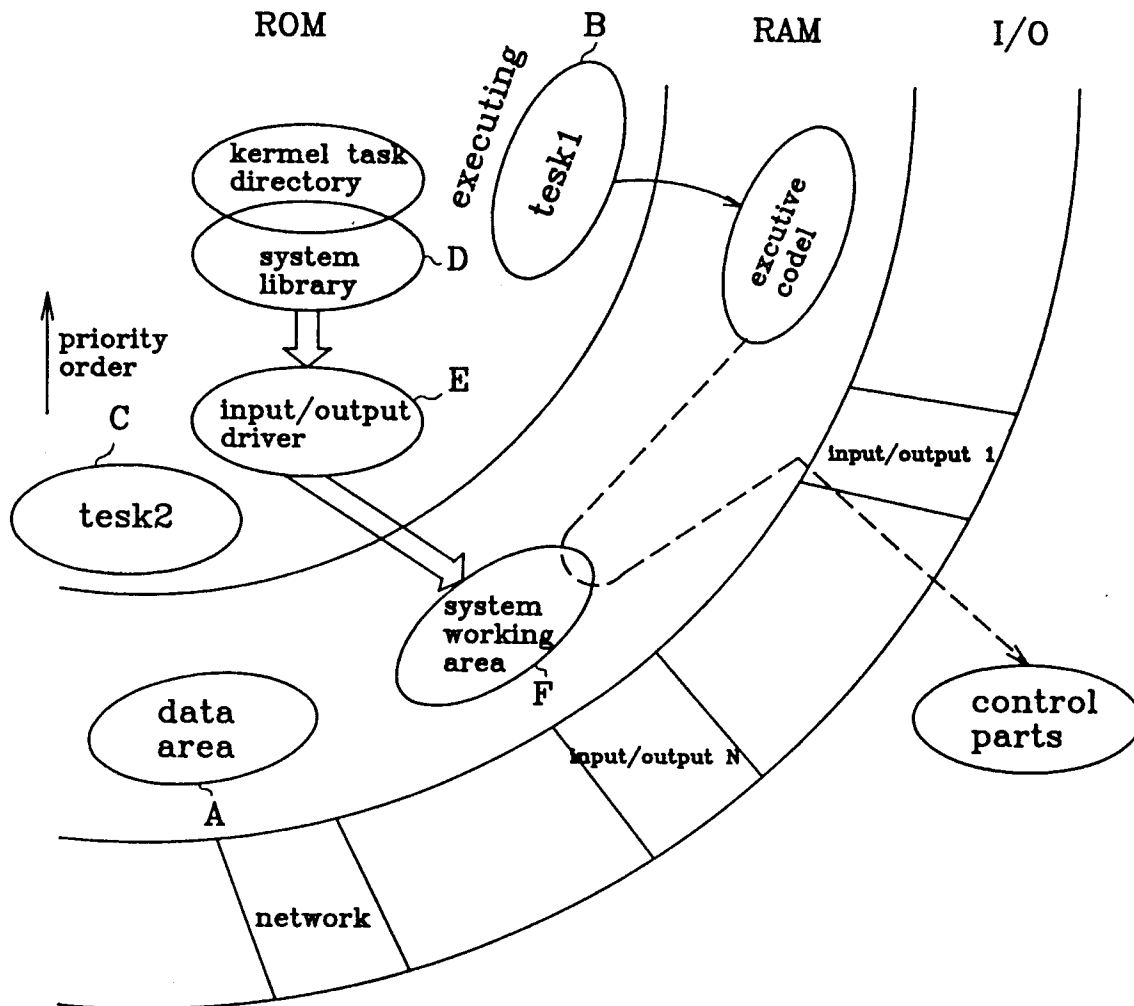 ROM
B
RAM
I/O
executing
tesk1
kermel task
directory
excutive
codel
system
library
D
priority
order
E
input/output
driver
C
input/output 1
tesk2
system
working
area
F
data
area
A
control
parts
input/output N
network